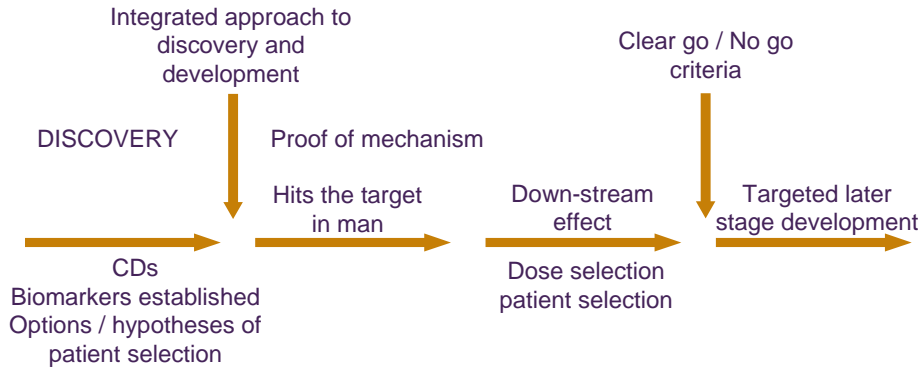 Integrated approach to
discovery and
development
Clear go / No go
criteria
DISCOVERY
Proof of mechanism
Hits the target
in man
Down-stream
effect
Targeted later
stage development
CDs
Biomarkers established
Options / hypotheses of
patient selection
Dose selection
patient selection